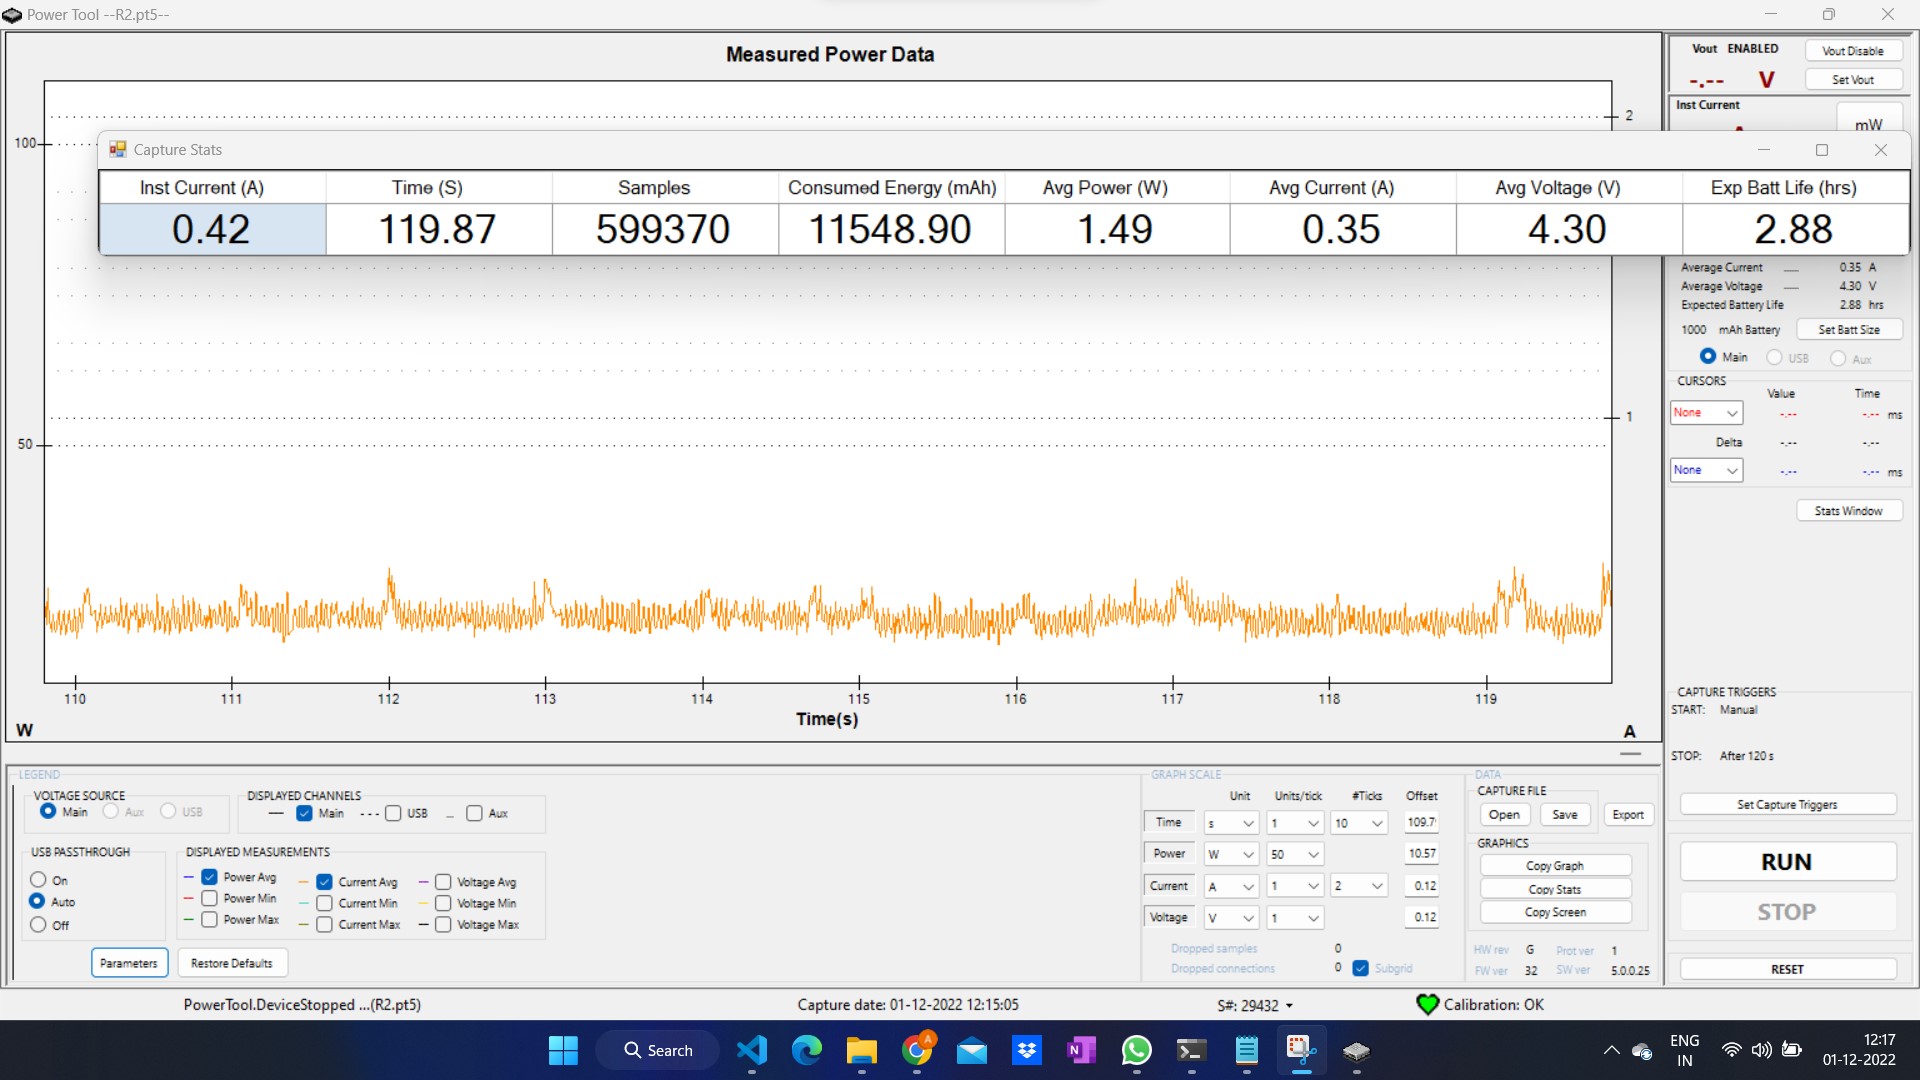 Power Tool --R2.pt5--
Measured Power Data
Vout ENABLED
Vout Disable
-.-- V
Set Vout
Inst Current
mW
2
100
Capture Stats
Inst Current (A) Time (S) Samples Consumed Energy (mAh) Avg Power (W) Avg Current (A) Avg Voltage (V) Exp Batt Life (hrs)
0.42 119.87 599370 11548.90 1.49 0.35 4.30 2.88
Average Current 0.35 A
Average Voltage 4.30 V
Expected Battery Life 2.88 hrs
1000 mAh Battery Set Batt Size
Main USB Aux
CURSORS
Value Time
None -.-- -.-- ms
Delta -.-- -.--
None -.-- -.-- ms
Stats Window
1
50
110 111 112 113 114 115 116 117 118 119
Time(s)
W
A
CAPTURE TRIGGERS
START: Manual
STOP: After 120 s
Set Capture Triggers
RUN
STOP
RESET
LEGEND
VOLTAGE SOURCE
Main Aux USB
DISPLAYED CHANNELS
Main USB Aux
USB PASSTHROUGH
On
Auto
Off
DISPLAYED MEASUREMENTS
Power Avg Current Avg Voltage Avg
Power Min Current Min Voltage Min
Power Max Current Max Voltage Max
Parameters
Restore Defaults
GRAPH SCALE
Unit Units/tick #Ticks Offset
Time s 1 10 109.7
Power W 50 10.57
Current A 1 2 0.12
Voltage V 1 0.12
Dropped samples 0
Dropped connections 0 Subgrid
DATA
CAPTURE FILE
Open Save Export
GRAPHICS
Copy Graph
Copy Stats
Copy Screen
HW rev G Prot ver 1
FW ver 32 SW ver 5.0.0.25
PowerTool.DeviceStopped ...(R2.pt5)
Capture date: 01-12-2022 12:15:05
S#: 29432
Calibration: OK
Search
A
N
ENG
IN
12:17
01-12-2022